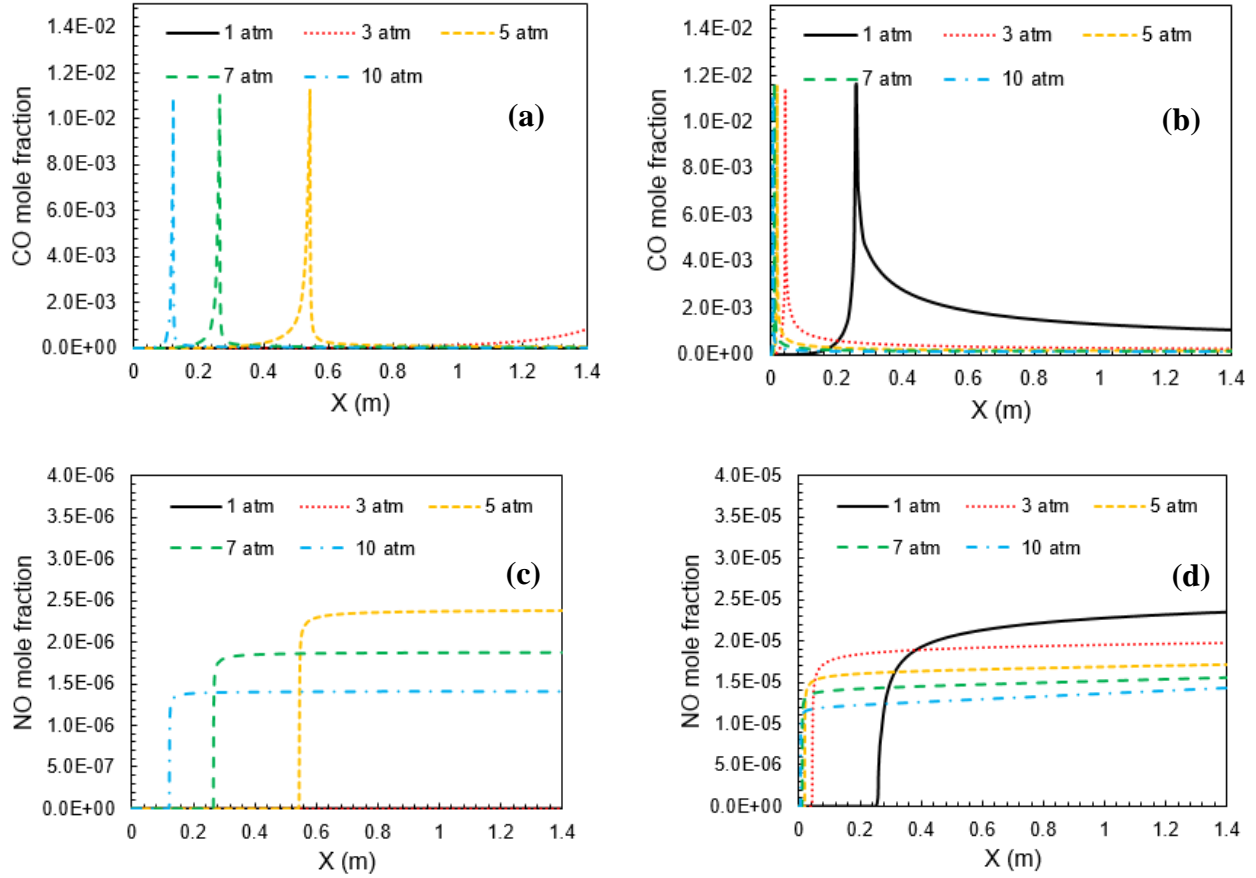 1.4E-02
1.2E-02
1.0E-02
8.0E-03
6.0E-03
4.0E-03
2.0E-03
0.0E+00
CO mole fraction
1 atm 3 atm 5 atm
7 atm 10 atm
(a)
0 0.2 0.4 0.6 0.8 1 1.2 1.4
X (m)
1.4E-02
1.2E-02
1.0E-02
8.0E-03
6.0E-03
4.0E-03
2.0E-03
0.0E+00
CO mole fraction
1 atm 3 atm 5 atm
7 atm 10 atm
(b)
0 0.2 0.4 0.6 0.8 1 1.2 1.4
X (m)
4.0E-06
3.5E-06
3.0E-06
2.5E-06
2.0E-06
1.5E-06
1.0E-06
5.0E-07
0.0E+00
NO mole fraction
1 atm 3 atm 5 atm
7 atm 10 atm
(c)
0 0.2 0.4 0.6 0.8 1 1.2 1.4
X (m)
4.0E-05
3.5E-05
3.0E-05
2.5E-05
2.0E-05
1.5E-05
1.0E-05
5.0E-06
0.0E+00
NO mole fraction
1 atm 3 atm 5 atm
7 atm 10 atm
(d)
0 0.2 0.4 0.6 0.8 1 1.2 1.4
X (m)